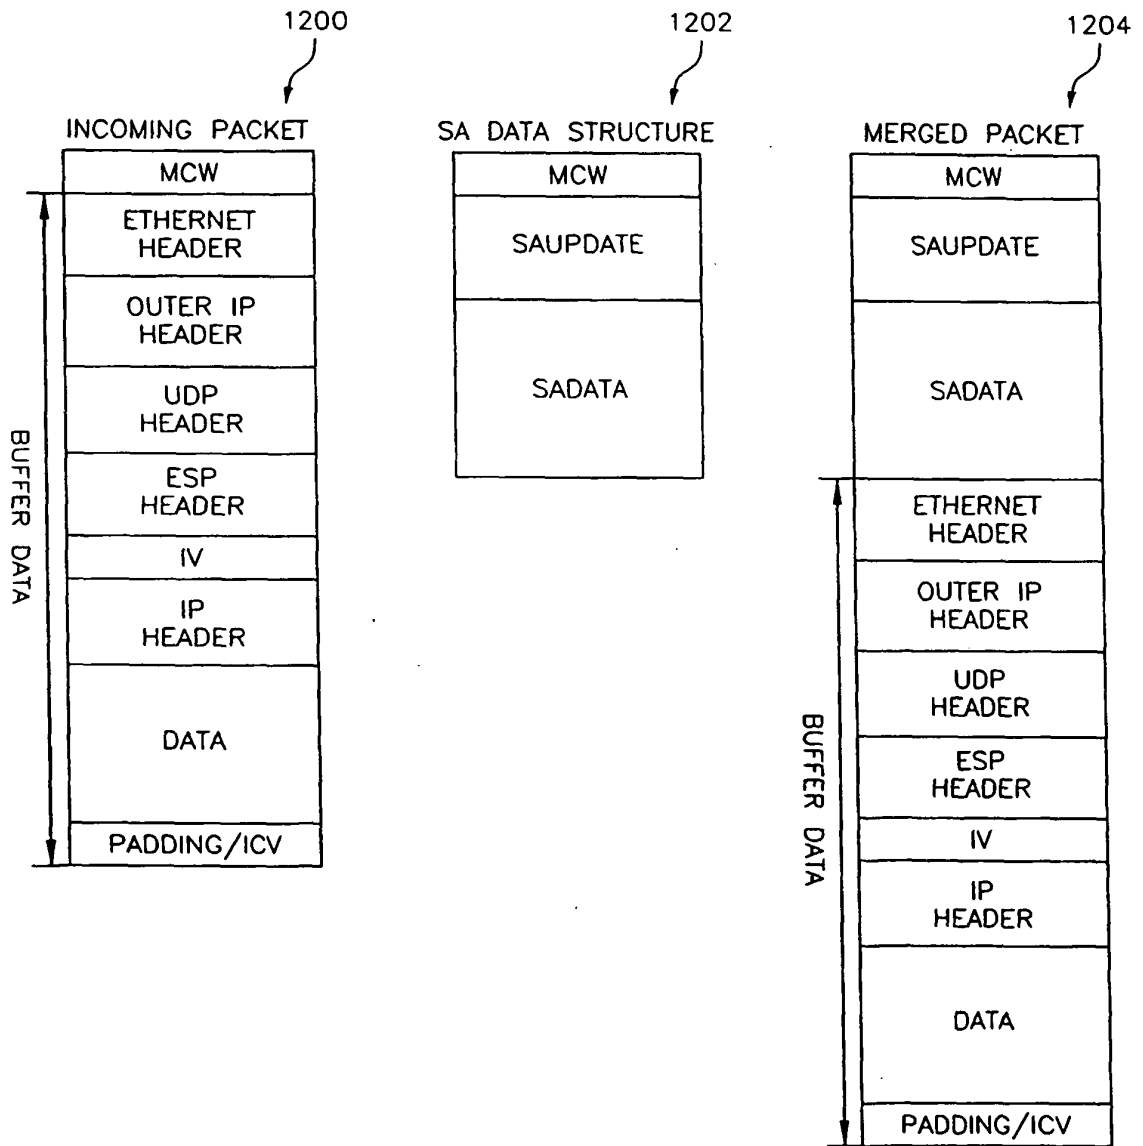 1200
INCOMING PACKET
MCW
ETHERNET
HEADER
OUTER IP
HEADER
UDP
HEADER
ESP
HEADER
IV
IP
HEADER
DATA
PADDING/ICV
BUFFER DATA
1202
SA DATA STRUCTURE
MCW
SAUPDATE
SADATA
1204
MERGED PACKET
MCW
SAUPDATE
SADATA
ETHERNET
HEADER
OUTER IP
HEADER
UDP
HEADER
ESP
HEADER
IV
IP
HEADER
DATA
PADDING/ICV
BUFFER DATA